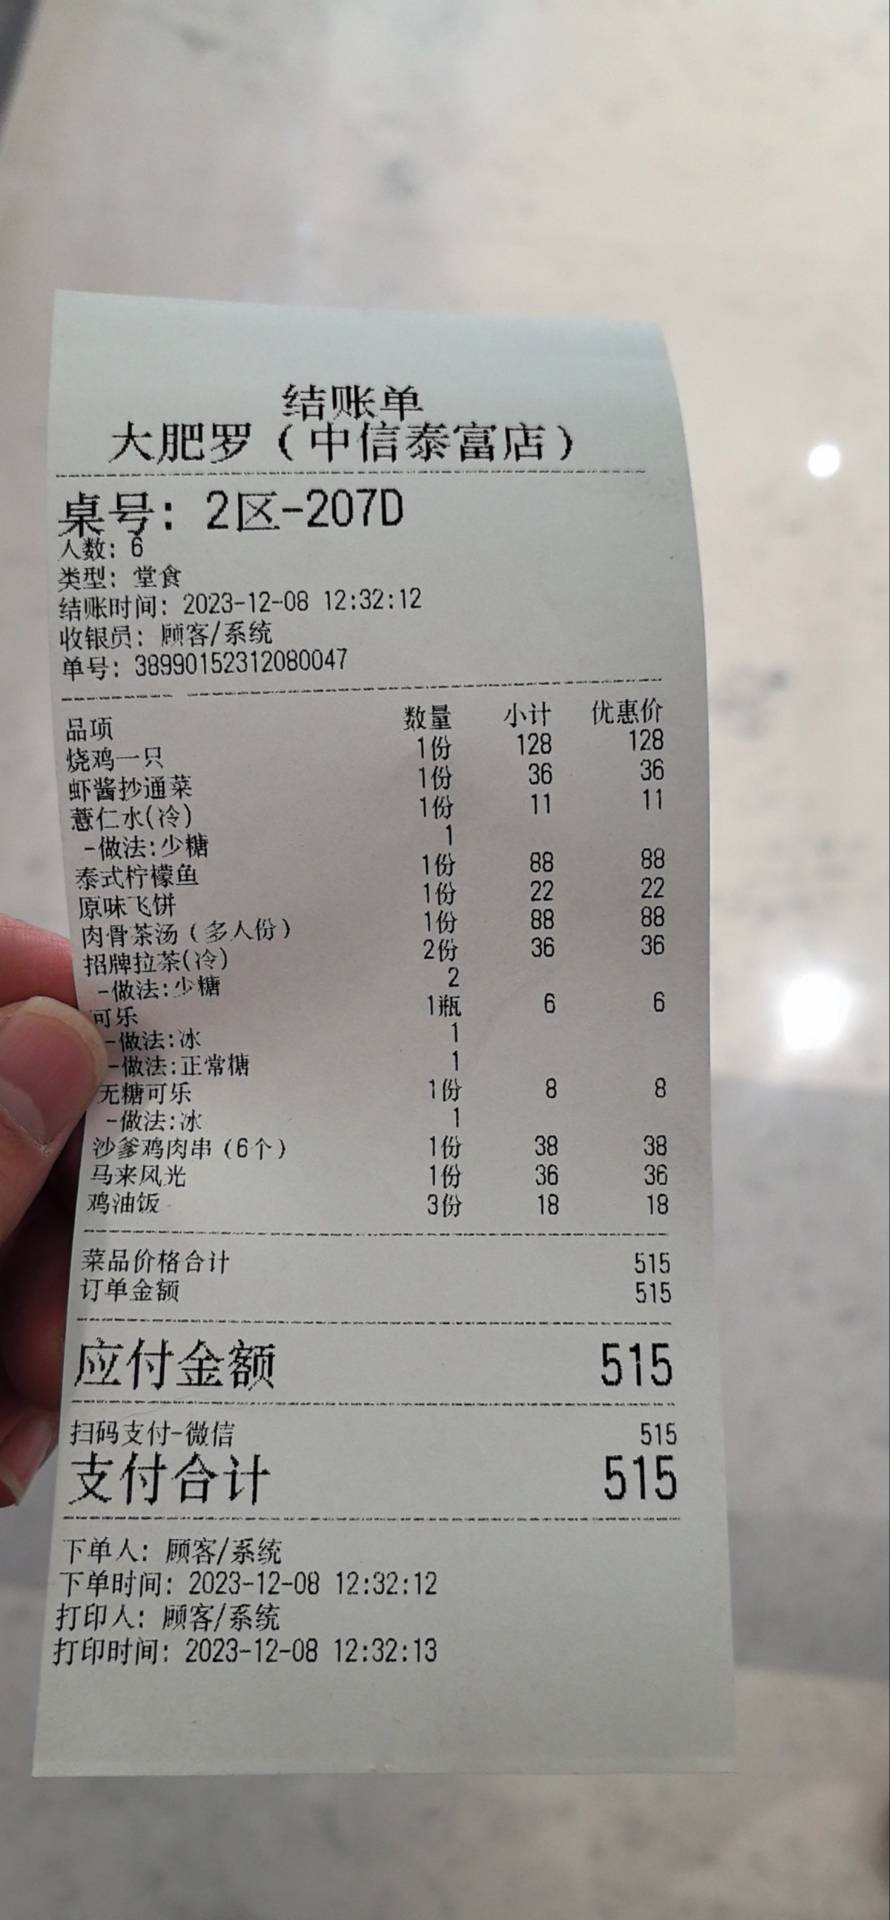 结账单
大肥罗（中信泰富店）
桌号: 2区-207D
人数: 6
类型: 堂食
结账时间: 2023-12-08 12:32:12
收银员: 顾客/系统
单号: 38990152312080047
品项 数量 小计 优惠价
烧鸡一只 1份 128 128
虾酱抄通菜 1份 36 36
薏仁水(冷) 1份 11 11
-做法:少糖 1
泰式柠檬鱼 1份 88 88
原味飞饼 1份 22 22
肉骨茶汤（多人份） 1份 88 88
招牌拉茶(冷) 2份 36 36
-做法:少糖 2
可乐 1瓶 6 6
-做法:冰 1
-做法:正常糖 1
无糖可乐 1份 8 8
-做法:冰 1
沙爹鸡肉串（6个） 1份 38 38
马来风光 1份 36 36
鸡油饭 3份 18 18
菜品价格合计 515
订单金额 515
应付金额 515
扫码支付-微信 515
支付合计 515
下单人: 顾客/系统
下单时间: 2023-12-08 12:32:12
打印人: 顾客/系统
打印时间: 2023-12-08 12:32:13